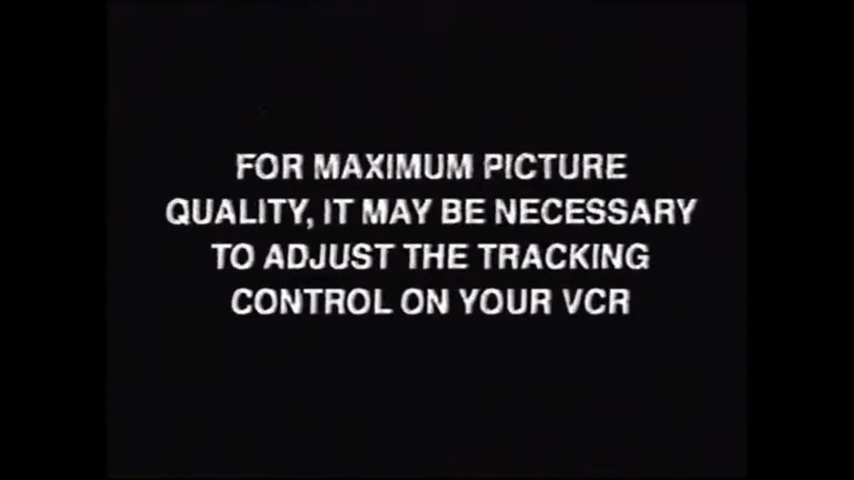 FOR MAXIMUM PICTURE
QUALITY, IT MAY BE NECESSARY
TO ADJUST THE TRACKING
CONTROL ON YOUR VCR